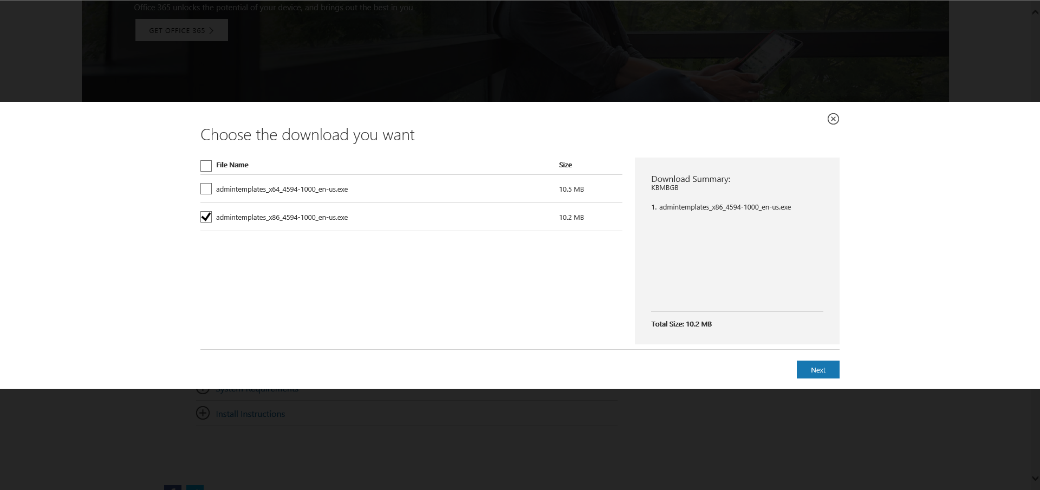 Office 365 unlocks the potential of your device, and brings out the best in you
GET OFFICE 365 >
Choose the download you want
File Name Size
admintemplates_x64_4594-1000_en-us.exe 10.5 MB
admintemplates_x86_4594-1000_en-us.exe 10.2 MB
Download Summary:
KBMBGB
1. admintemplates_x86_4594-1000_en-us.exe
Total Size: 10.2 MB
Next
Install Instructions